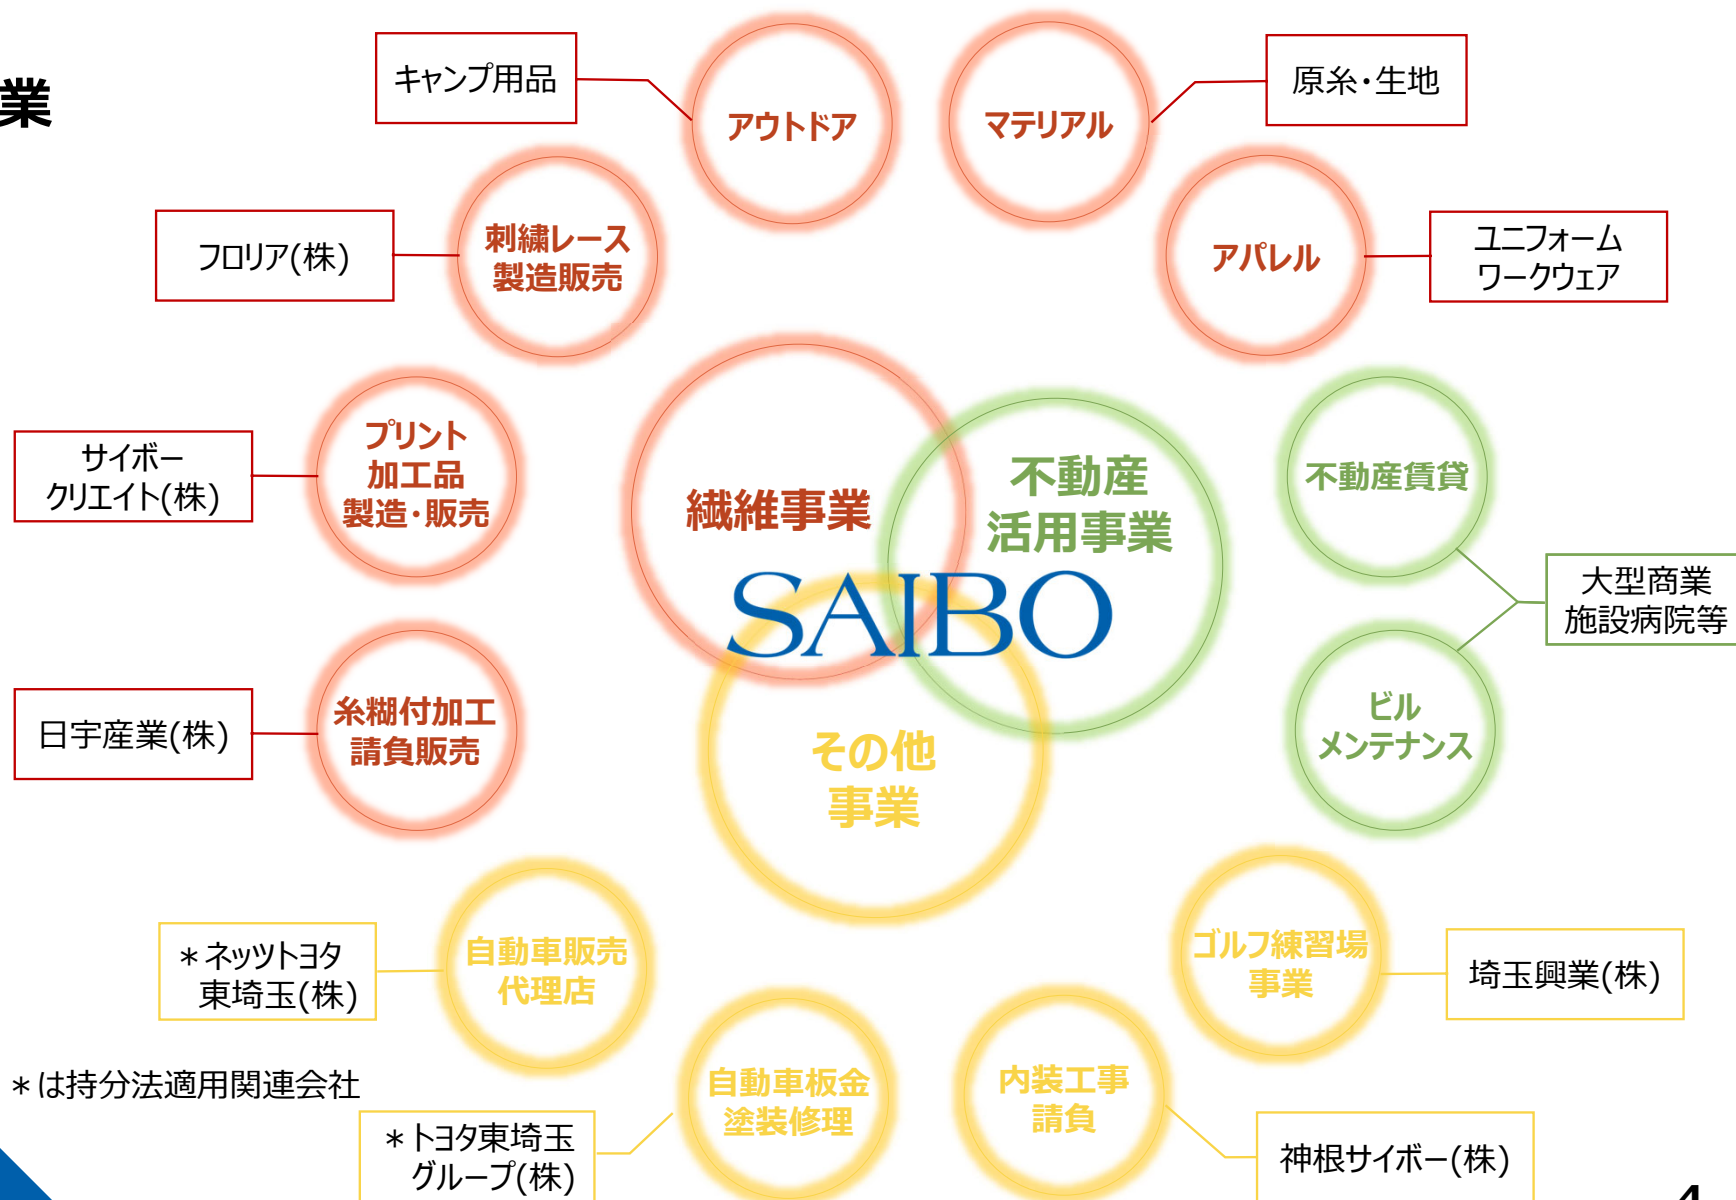 業
キャンプ用品
アウトドア
マテリアル
原糸・生地
フロリア(株)
刺繍レース
製造販売
アパレル
ユニフォーム
ワークウェア
サイボー
クリエイト(株)
プリント
加工品
製造・販売
繊維事業
不動産
活用事業
不動産賃貸
SAIBO
大型商業
施設病院等
日宇産業(株)
糸糊付加工
請負販売
その他
事業
ビル
メンテナンス
＊ネッツトヨタ
東埼玉(株)
自動車販売
代理店
ゴルフ練習場
事業
埼玉興業(株)
＊は持分法適用関連会社
＊トヨタ東埼玉
グループ(株)
自動車板金
塗装修理
内装工事
請負
神根サイボー(株)
4